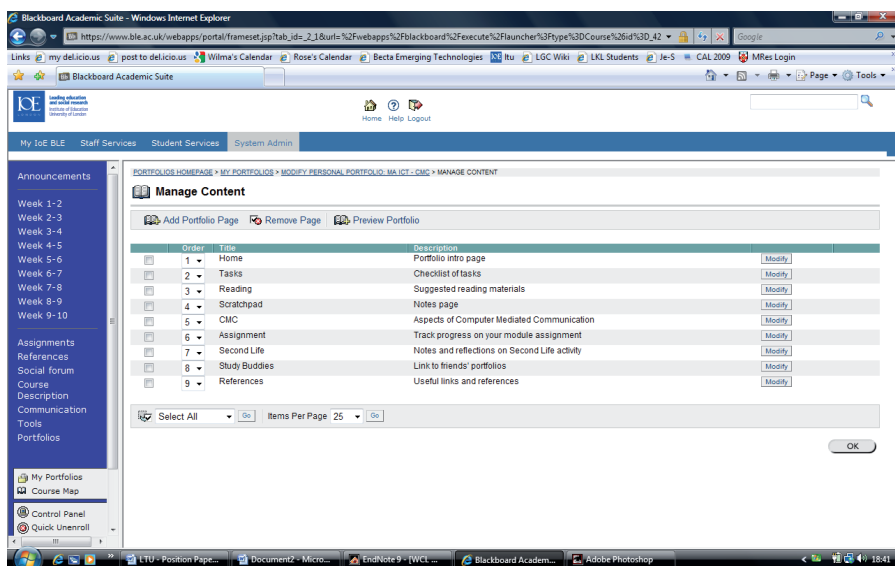 Blackboard Academic Suite - Windows Internet Explorer
https://www.ble.ac.uk/webapps/portal/frameset.jsp?tab_id=_2_1&url=%2Fwebapps%2Fblackboard%2Fexecute%2Flauncher%3Ftype%3DCourse%26id%3D_42
Google
Links my del.icio.us post to del.icio.us Wilma's Calendar Rose's Calendar Becta Emerging Technologies Itu LGC Wiki LKL Students Je-S CAL 2009 MRes Login
Blackboard Academic Suite
Page Tools
IOE
Leading education
and social research
Institute of Education
University of London
Home Help Logout
My IoE BLE Staff Services Student Services System Admin
Announcements
Week 1-2
Week 2-3
Week 3-4
Week 4-5
Week 5-6
Week 6-7
Week 7-8
Week 8-9
Week 9-10
Assignments
References
Social forum
Course
Description
Communication
Tools
Portfolios
My Portfolios
Course Map
Control Panel
Quick Unenroll
PORTFOLIOS HOMEPAGE > MY PORTFOLIOS > MODIFY PERSONAL PORTFOLIO: MA ICT - CMC > MANAGE CONTENT
Manage Content
Add Portfolio Page Remove Page Preview Portfolio
Order Title Description
1 Home Portfolio intro page Modify
2 Tasks Checklist of tasks Modify
3 Reading Suggested reading materials Modify
4 Scratchpad Notes page Modify
5 CMC Aspects of Computer Mediated Communication Modify
6 Assignment Track progress on your module assignment Modify
7 Second Life Notes and reflections on Second Life activity Modify
8 Study Buddies Link to friends' portfolios Modify
9 References Useful links and references Modify
Select All Go Items Per Page 25 Go
OK
LTU - Position Pape... Document2 - Micro... EndNote 9 - [WCL ... Blackboard Academ... Adobe Photoshop 18:41